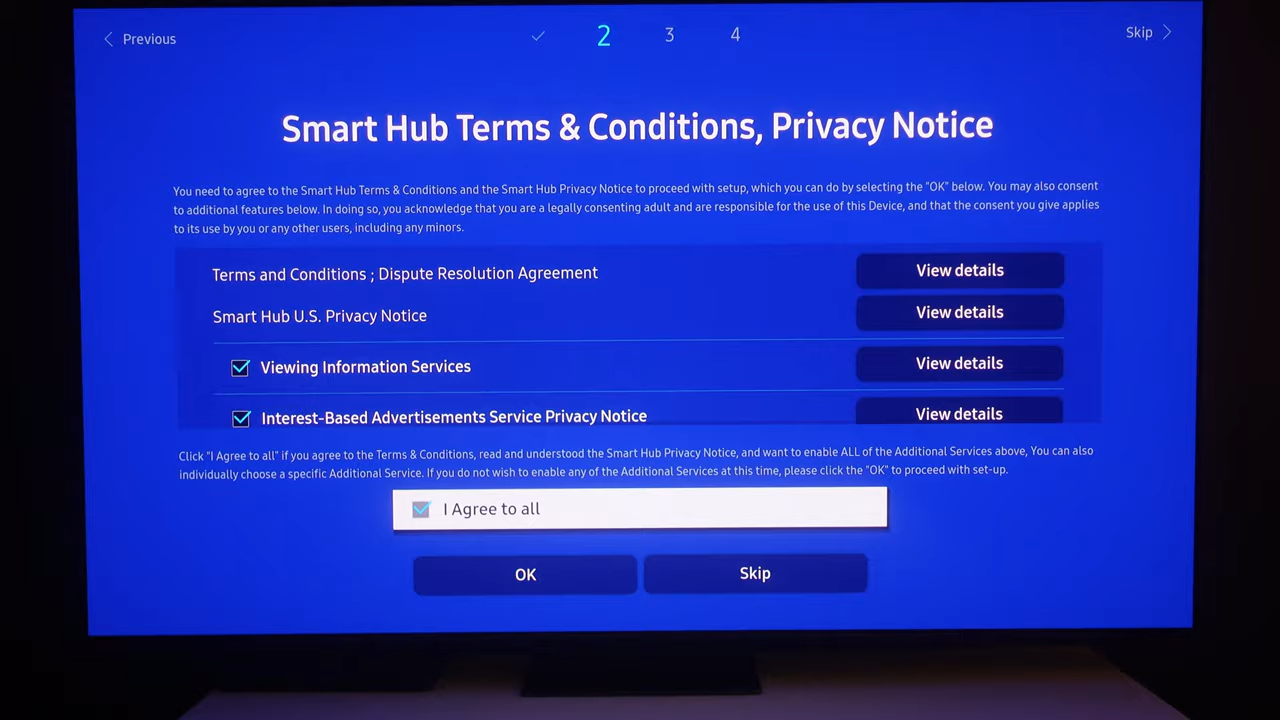 Previous
2
3
4
Skip
Smart Hub Terms & Conditions, Privacy Notice
You need to agree to the Smart Hub Terms & Conditions and the Smart Hub Privacy Notice to proceed with setup, which you can do by selecting the "OK" below. You may also consent
to additional features below. In doing so, you acknowledge that you are a legally consenting adult and are responsible for the use of this Device, and that the consent you give applies
to its use by you or any other users, including any minors.
Terms and Conditions ; Dispute Resolution Agreement
View details
Smart Hub U.S. Privacy Notice
View details
Viewing Information Services
View details
Interest-Based Advertisements Service Privacy Notice
View details
Click "I Agree to all" if you agree to the Terms & Conditions, read and understood the Smart Hub Privacy Notice, and want to enable ALL of the Additional Services above, You can also
individually choose a specific Additional Service. If you do not wish to enable any of the Additional Services at this time, please click the "OK" to proceed with set-up.
I Agree to all
OK
Skip